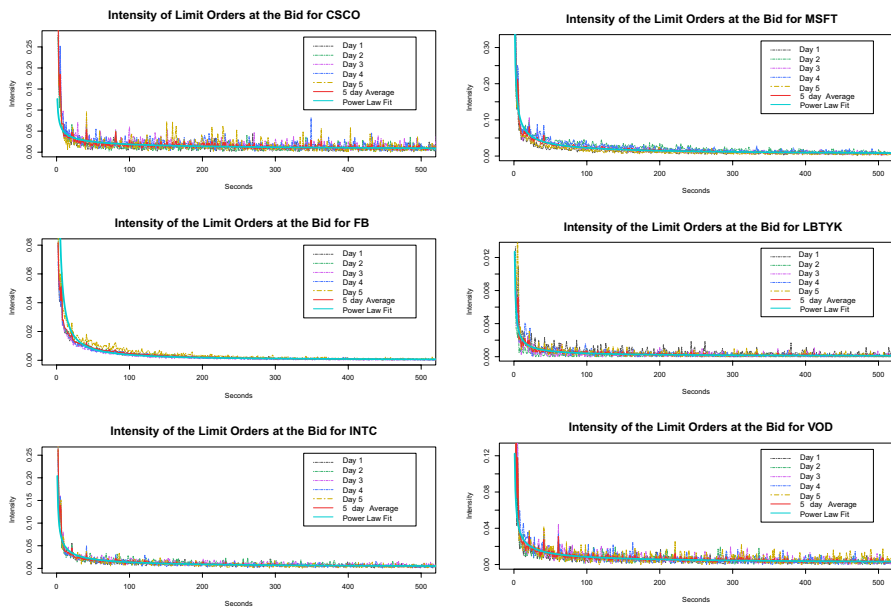 Intensity of Limit Orders at the Bid for CSCO
Intensity
0.00 0.05 0.10 0.15 0.20 0.25
Day 1
Day 2
Day 3
Day 4
Day 5
5 day Average
Power Law Fit
0 100 200 300 400 500
Seconds
Intensity of the Limit Orders at the Bid for MSFT
Intensity
0.00 0.10 0.20 0.30
Day 1
Day 2
Day 3
Day 4
Day 5
5 day Average
Power Law Fit
0 100 200 300 400 500
Seconds
Intensity of the Limit Orders at the Bid for FB
Intensity
0.00 0.02 0.04 0.06 0.08
Day 1
Day 2
Day 3
Day 4
Day 5
5 day Average
Power Law Fit
0 100 200 300 400 500
Seconds
Intensity of the Limit Orders at the Bid for LBTYK
Intensity
0.000 0.004 0.008 0.012
Day 1
Day 2
Day 3
Day 4
Day 5
5 day Average
Power Law Fit
0 100 200 300 400 500
Seconds
Intensity of the Limit Orders at the Bid for INTC
Intensity
0.00 0.05 0.10 0.15 0.20 0.25
Day 1
Day 2
Day 3
Day 4
Day 5
5 day Average
Power Law Fit
0 100 200 300 400 500
Seconds
Intensity of the Limit Orders at the Bid for VOD
Intensity
0.00 0.04 0.08 0.12
Day 1
Day 2
Day 3
Day 4
Day 5
5 day Average
Power Law Fit
0 100 200 300 400 500
Seconds